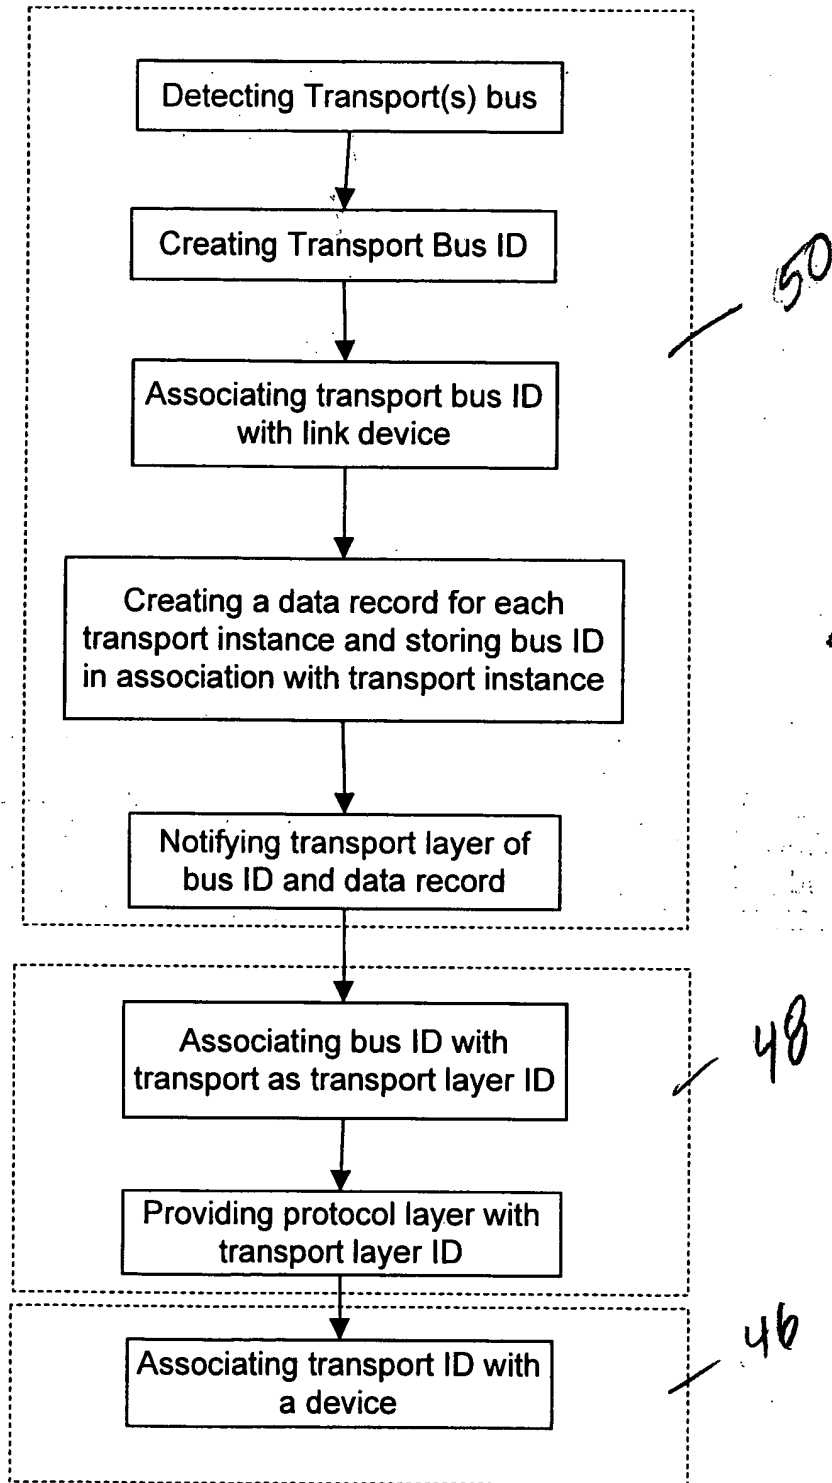 Detecting Transport(s) bus
Creating Transport Bus ID
50
Associating transport bus ID
with link device
Creating a data record for each
transport instance and storing bus ID
in association with transport instance
Notifying transport layer of
bus ID and data record
Associating bus ID with
transport as transport layer ID
48
Providing protocol layer with
transport layer ID
Associating transport ID with
a device
46